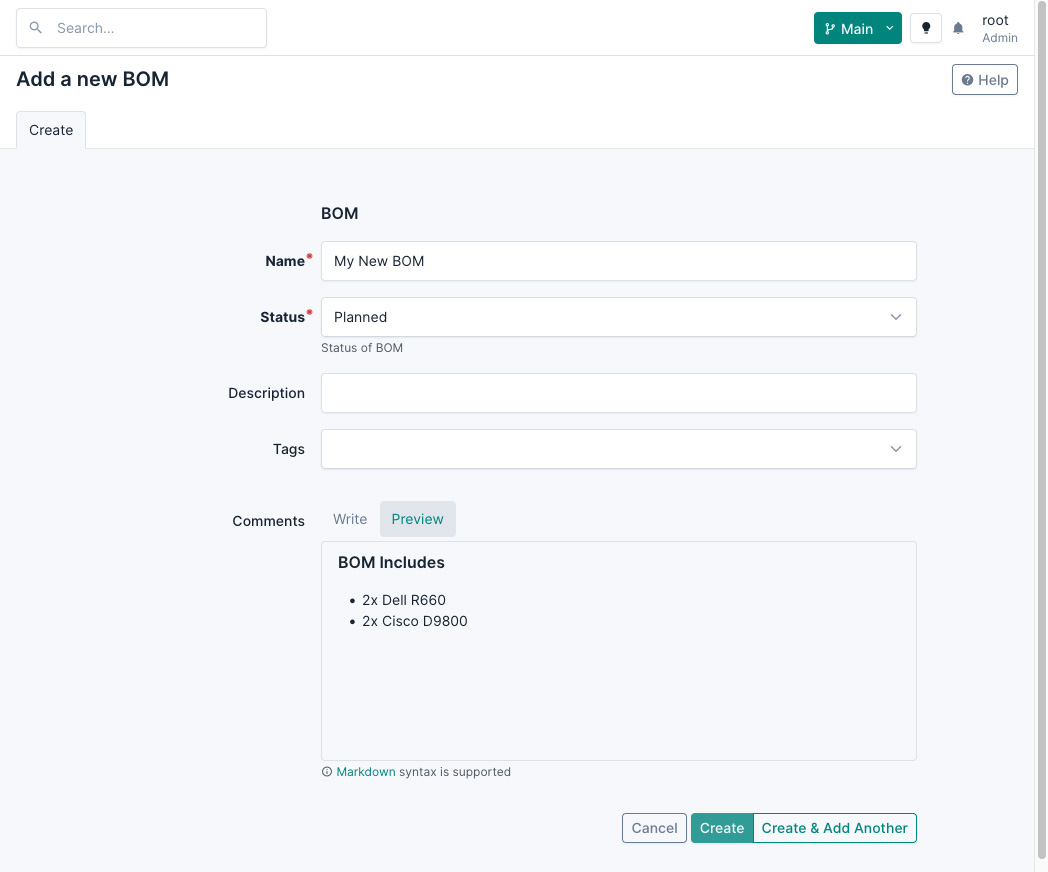 Search...
Main
root
Admin
Add a new BOM
Help
Create
BOM
Name
My New BOM
Status
Planned
Status of BOM
Description
Tags
Comments
Write
Preview
BOM Includes
• 2x Dell R660
• 2x Cisco D9800
Markdown syntax is supported
Cancel
Create
Create & Add Another